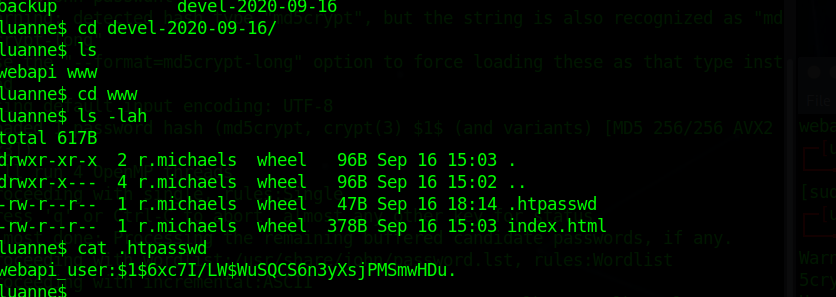 backup devel-2020-09-16
luanne$ cd devel-2020-09-16/
luanne$ ls
webapi www
luanne$ cd www
luanne$ ls -lah
total 617B
drwxr-xr-x 2 r.michaels wheel 96B Sep 16 15:03 .
drwxr-x--- 4 r.michaels wheel 96B Sep 16 15:02 ..
-rw-r--r-- 1 r.michaels wheel 47B Sep 16 18:14 .htpasswd
-rw-r--r-- 1 r.michaels wheel 378B Sep 16 15:03 index.html
luanne$ cat .htpasswd
webapi_user:$1$6xc7I/LW$WuSQCS6n3yXsjPMSmwHDu.
luanne$